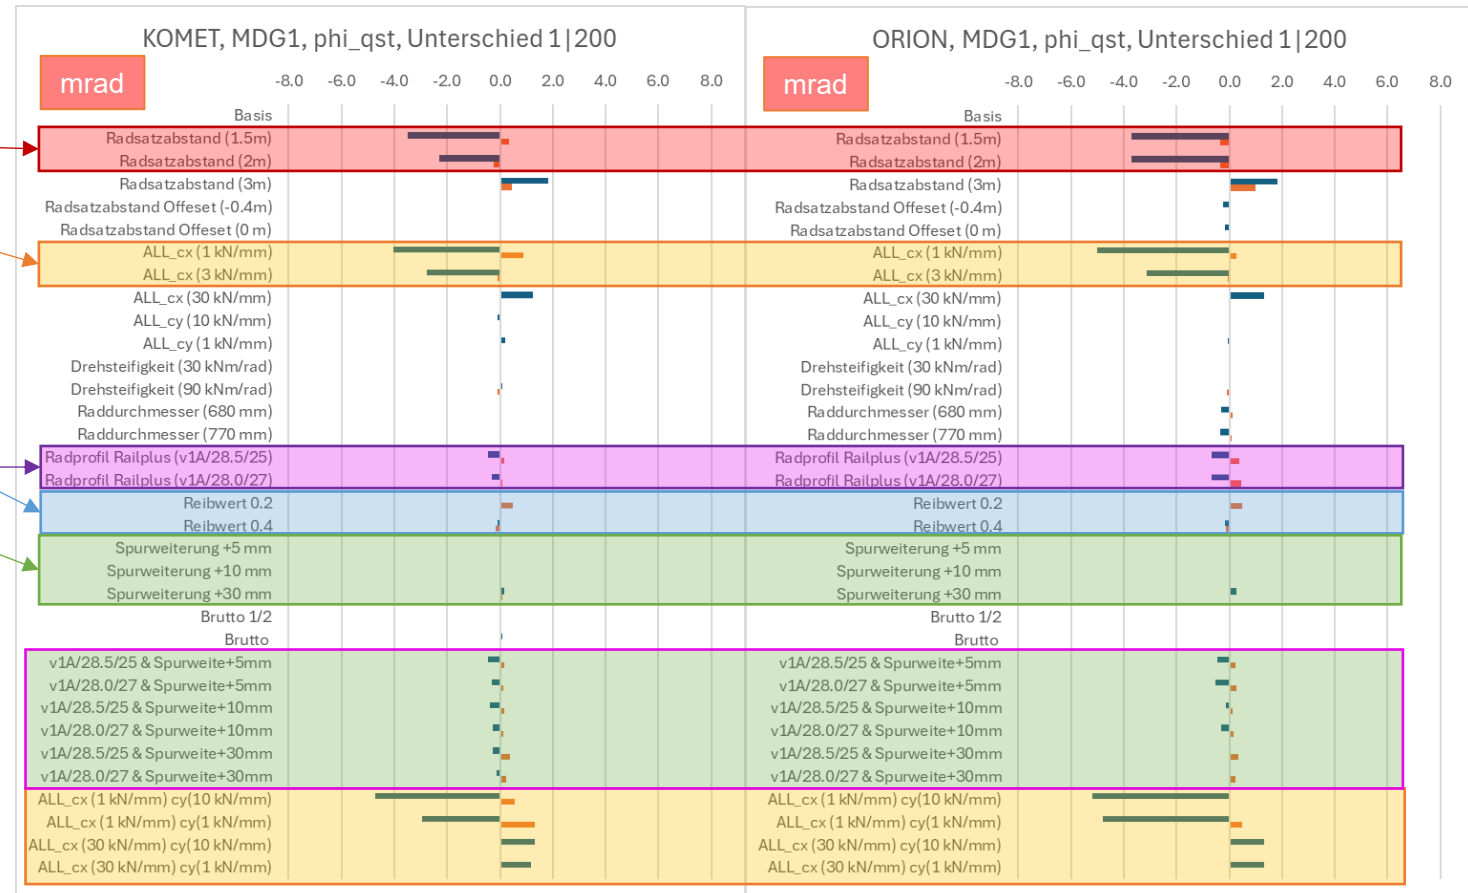 KOMET, MDG1, phi_qst, Unterschied 1|200
mrad
-8.0 -6.0 -4.0 -2.0 0.0 2.0 4.0 6.0 8.0
Basis
Radsatzabstand (1.5m)
Radsatzabstand (2m)
Radsatzabstand (3m)
Radsatzabstand Offeset (-0.4m)
Radsatzabstand Offeset (0 m)
ALL_cx (1 kN/mm)
ALL_cx (3 kN/mm)
ALL_cx (30 kN/mm)
ALL_cy (10 kN/mm)
ALL_cy (1 kN/mm)
Drehsteifigkeit (30 kNm/rad)
Drehsteifigkeit (90 kNm/rad)
Raddurchmesser (680 mm)
Raddurchmesser (770 mm)
Radprofil Railplus (v1A/28.5/25)
Radprofil Railplus (v1A/28.0/27)
Reibwert 0.2
Reibwert 0.4
Spurweiterung +5 mm
Spurweiterung +10 mm
Spurweiterung +30 mm
Brutto 1/2
Brutto
v1A/28.5/25 & Spurweite+5mm
v1A/28.0/27 & Spurweite+5mm
v1A/28.5/25 & Spurweite+10mm
v1A/28.0/27 & Spurweite+10mm
v1A/28.5/25 & Spurweite+30mm
v1A/28.0/27 & Spurweite+30mm
ALL_cx (1 kN/mm) cy(10 kN/mm)
ALL_cx (1 kN/mm) cy(1 kN/mm)
ALL_cx (30 kN/mm) cy(10 kN/mm)
ALL_cx (30 kN/mm) cy(1 kN/mm)
ORION, MDG1, phi_qst, Unterschied 1|200
mrad
-8.0 -6.0 -4.0 -2.0 0.0 2.0 4.0 6.0 8.0
Basis
Radsatzabstand (1.5m)
Radsatzabstand (2m)
Radsatzabstand (3m)
Radsatzabstand Offeset (-0.4m)
Radsatzabstand Offeset (0 m)
ALL_cx (1 kN/mm)
ALL_cx (3 kN/mm)
ALL_cx (30 kN/mm)
ALL_cy (10 kN/mm)
ALL_cy (1 kN/mm)
Drehsteifigkeit (30 kNm/rad)
Drehsteifigkeit (90 kNm/rad)
Raddurchmesser (680 mm)
Raddurchmesser (770 mm)
Radprofil Railplus (v1A/28.5/25)
Radprofil Railplus (v1A/28.0/27)
Reibwert 0.2
Reibwert 0.4
Spurweiterung +5 mm
Spurweiterung +10 mm
Spurweiterung +30 mm
Brutto 1/2
Brutto
v1A/28.5/25 & Spurweite+5mm
v1A/28.0/27 & Spurweite+5mm
v1A/28.5/25 & Spurweite+10mm
v1A/28.0/27 & Spurweite+10mm
v1A/28.5/25 & Spurweite+30mm
v1A/28.0/27 & Spurweite+30mm
ALL_cx (1 kN/mm) cy(10 kN/mm)
ALL_cx (1 kN/mm) cy(1 kN/mm)
ALL_cx (30 kN/mm) cy(10 kN/mm)
ALL_cx (30 kN/mm) cy(1 kN/mm)